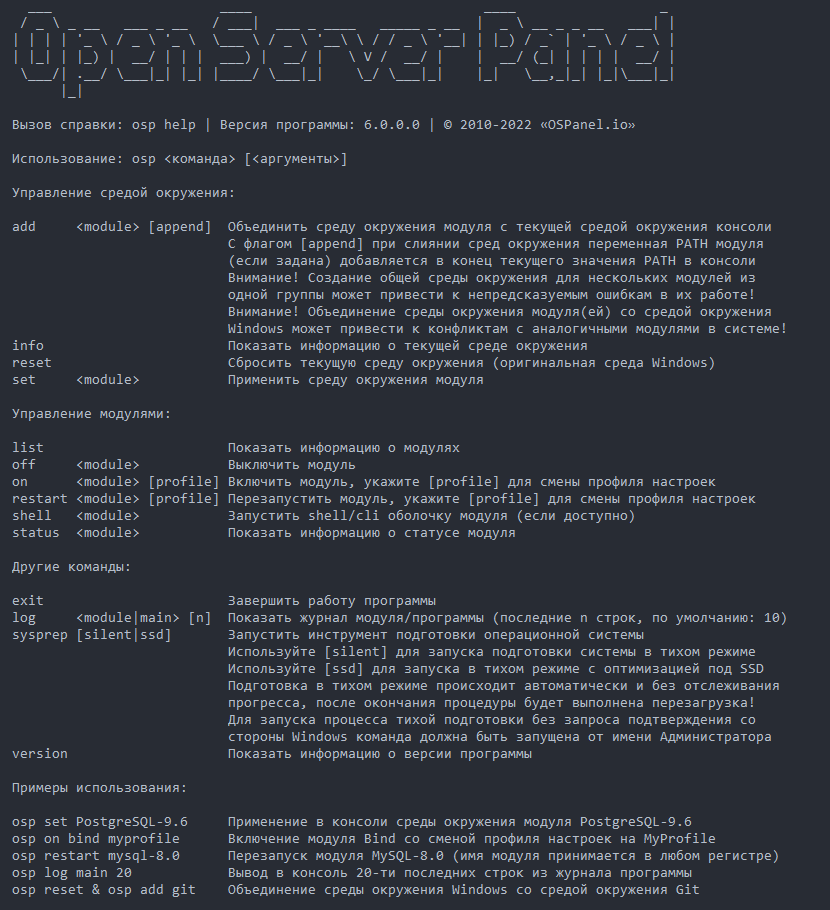 Open Server Panel
Вызов справки: osp help | Версия программы: 6.0.0.0 | © 2010-2022 «OSPanel.io»
Использование: osp <команда> [<аргументы>]
Управление средой окружения:
add <module> [append] Объединить среду окружения модуля с текущей средой окружения консоли
С флагом [append] при слиянии сред окружения переменная PATH модуля
(если задана) добавляется в конец текущего значения PATH в консоли
Внимание! Создание общей среды окружения для нескольких модулей из
одной группы может привести к непредсказуемым ошибкам в их работе!
Внимание! Объединение среды окружения модуля(ей) со средой окружения
Windows может привести к конфликтам с аналогичными модулями в системе!
info Показать информацию о текущей среде окружения
reset Сбросить текущую среду окружения (оригинальная среда Windows)
set <module> Применить среду окружения модуля
Управление модулями:
list Показать информацию о модулях
off <module> Выключить модуль
on <module> [profile] Включить модуль, укажите [profile] для смены профиля настроек
restart <module> [profile] Перезапустить модуль, укажите [profile] для смены профиля настроек
shell <module> Запустить shell/cli оболочку модуля (если доступно)
status <module> Показать информацию о статусе модуля
Другие команды:
exit Завершить работу программы
log <module|main> [n] Показать журнал модуля/программы (последние n строк, по умолчанию: 10)
sysprep [silent|ssd] Запустить инструмент подготовки операционной системы
Используйте [silent] для запуска подготовки системы в тихом режиме
Используйте [ssd] для запуска в тихом режиме с оптимизацией под SSD
Подготовка в тихом режиме происходит автоматически и без отслеживания
прогресса, после окончания процедуры будет выполнена перезагрузка!
Для запуска процесса тихой подготовки без запроса подтверждения со
стороны Windows команда должна быть запущена от имени Администратора
version Показать информацию о версии программы
Примеры использования:
osp set PostgreSQL-9.6 Применение в консоли среды окружения модуля PostgreSQL-9.6
osp on bind myprofile Включение модуля Bind со сменой профиля настроек на MyProfile
osp restart mysql-8.0 Перезапуск модуля MySQL-8.0 (имя модуля принимается в любом регистре)
osp log main 20 Вывод в консоль 20-ти последних строк из журнала программы
osp reset & osp add git Объединение среды окружения Windows со средой окружения Git